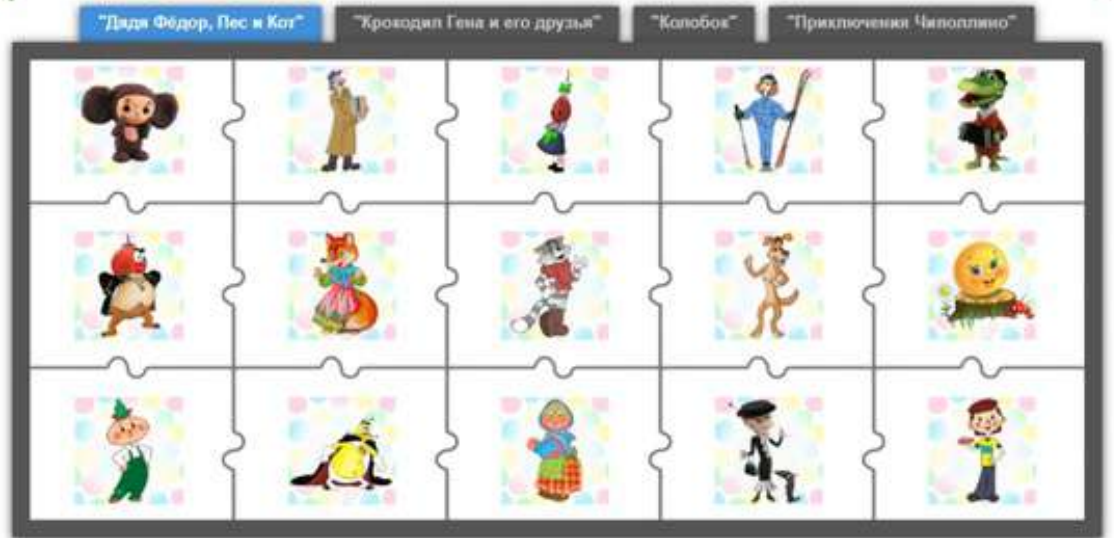 "Дядя Фёдор, Пес и Кот"
"Крокодил Гена и его друзья"
"Колобок"
"Приключения Чиполлино"